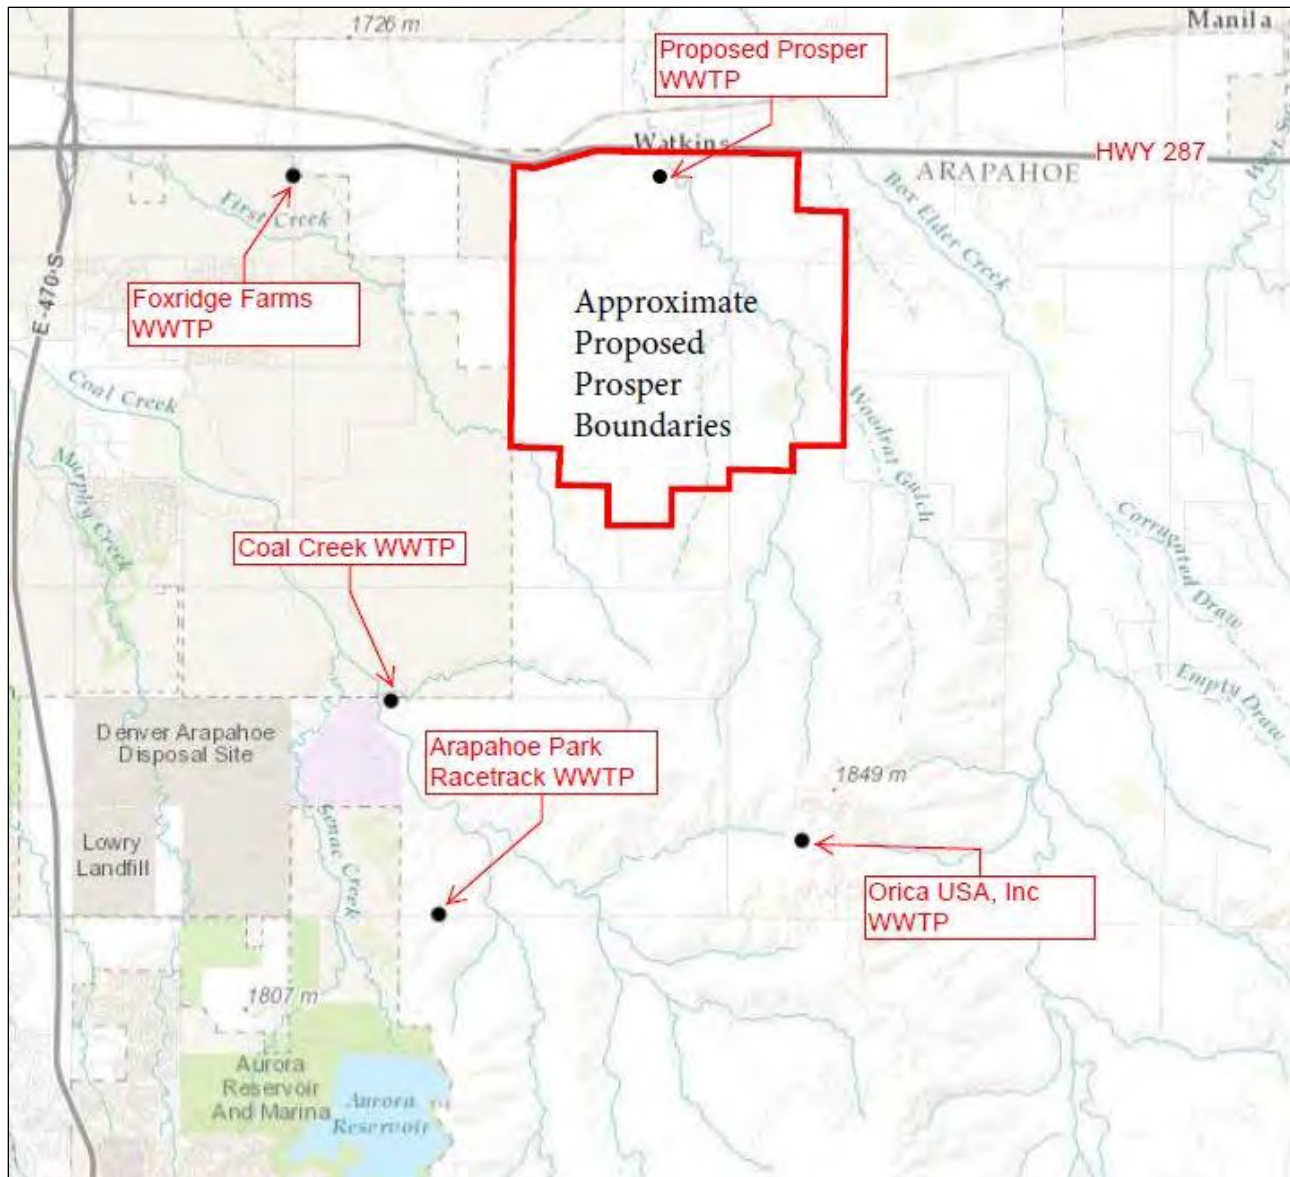 1726 m
Manila
Proposed Prosper
WWTP
Watkins
HWY 287
ARAPAHOE
First Creek
Box Elder Creek
E-470-S
Foxridge Farms
WWTP
Approximate
Proposed
Prosper
Boundaries
Coal Creek
Woodrat Gulch
Murphy Creek
Corrugated Draw
Coal Creek WWTP
Empty Draw
Denver Arapahoe
Disposal Site
Arapahoe Park
Racetrack WWTP
1849 m
Senac Creek
Lowry
Landfill
Orica USA, Inc
WWTP
1807 m
Aurora
Reservoir
And Marina
Aurora
Reservoir